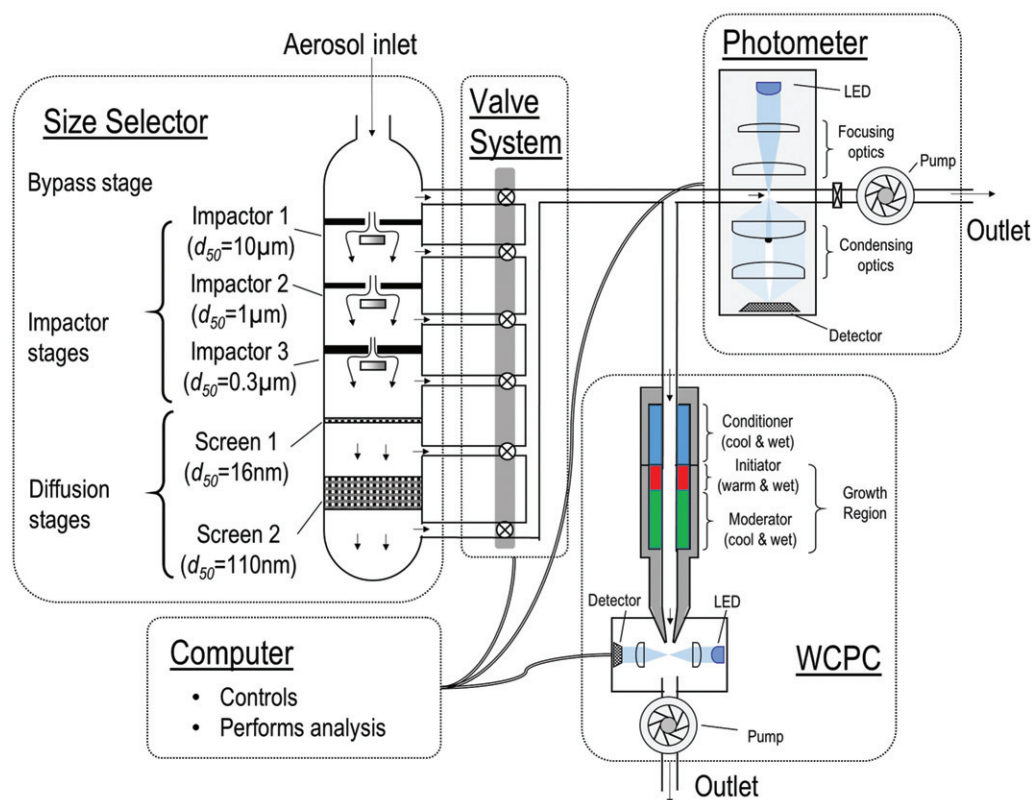 Aerosol inlet
Size Selector
Bypass stage
Impactor 1
(d50=10μm)
Impactor 2
(d50=1μm)
Impactor 3
(d50=0.3μm)
Impactor
stages
Screen 1
(d50=16nm)
Screen 2
(d50=110nm)
Diffusion
stages
Valve
System
Photometer
LED
Focusing
optics
Pump
Outlet
Condensing
optics
Detector
Conditioner
(cool & wet)
Initiator
(warm & wet)
Moderator
(cool & wet)
Growth
Region
Detector
LED
WCPC
Pump
Outlet
Computer
• Controls
• Performs analysis